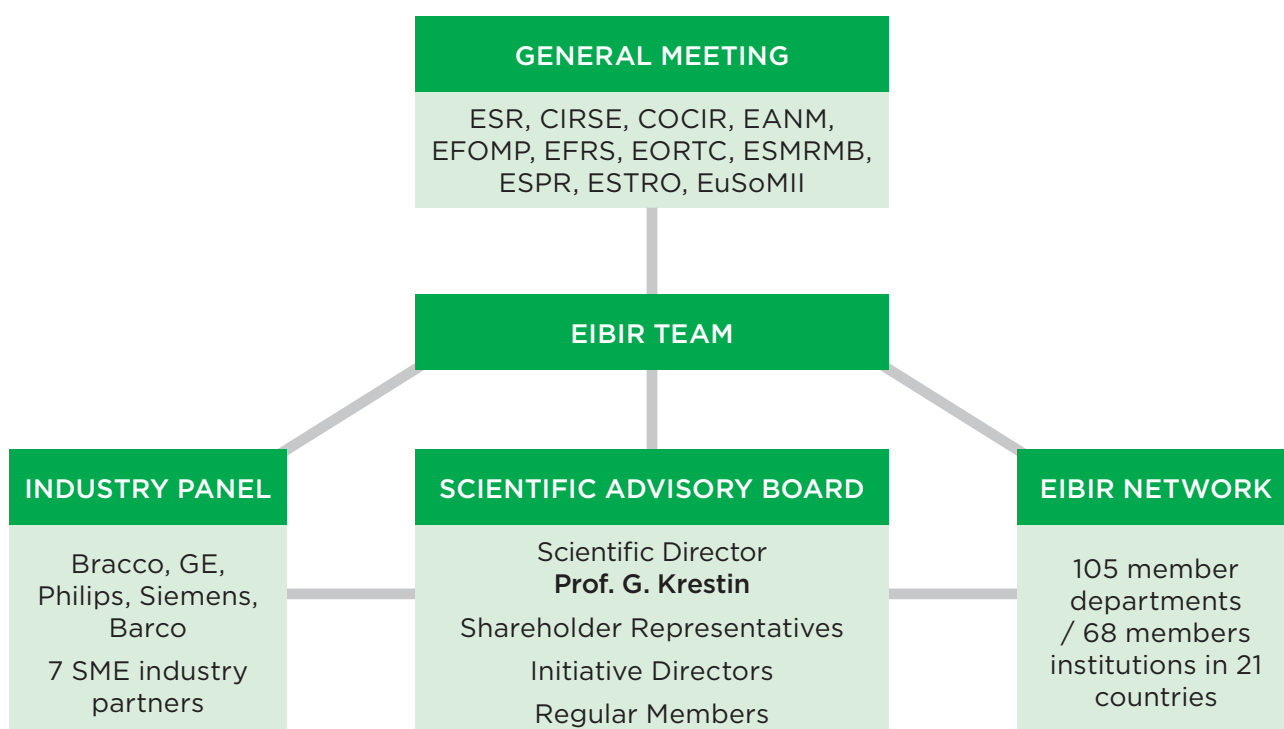 GENERAL MEETING
ESR, CIRSE, COCIR, EANM,
EFOMP, EFRS, EORTC, ESMRMB,
ESPR, ESTRO, EuSoMII
EIBIR TEAM
INDUSTRY PANEL
Bracco, GE,
Philips, Siemens,
Barco
7 SME industry
partners
SCIENTIFIC ADVISORY BOARD
Scientific Director
Prof. G. Krestin
Shareholder Representatives
Initiative Directors
Regular Members
EIBIR NETWORK
105 member
departments
/ 68 members
institutions in 21
countries